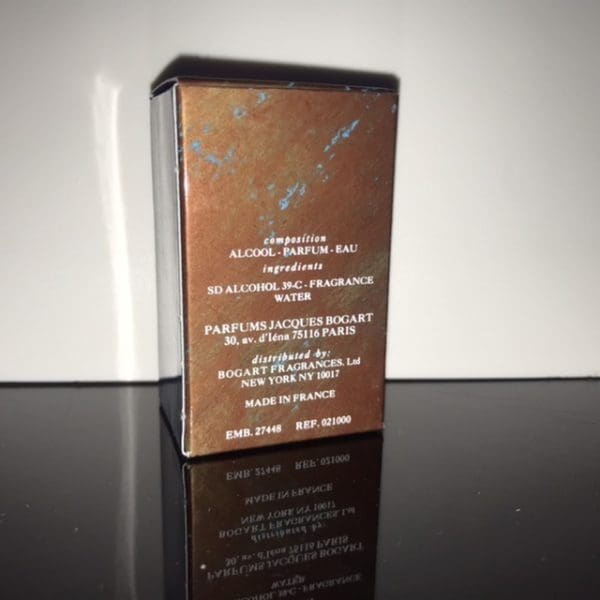 composition
ALCOOL - PARFUM - EAU
ingredients
SD ALCOHOL 39-C - FRAGRANCE
WATER
PARFUMS JACQUES BOGART
30, av. d'Iéna 75116 PARIS
distributed by:
BOGART FRAGRANCES. Ltd
NEW YORK NY 10017
MADE IN FRANCE
EMB. 27448 REF. 021000